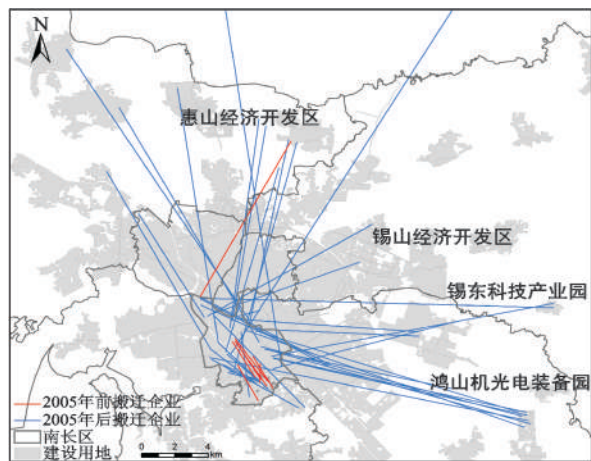 N
惠山经济开发区
锡山经济开发区
锡东科技产业园
鸿山机光电装备园
2005年前搬迁企业
2005年后搬迁企业
南长区
建设用地
0 2 4 km